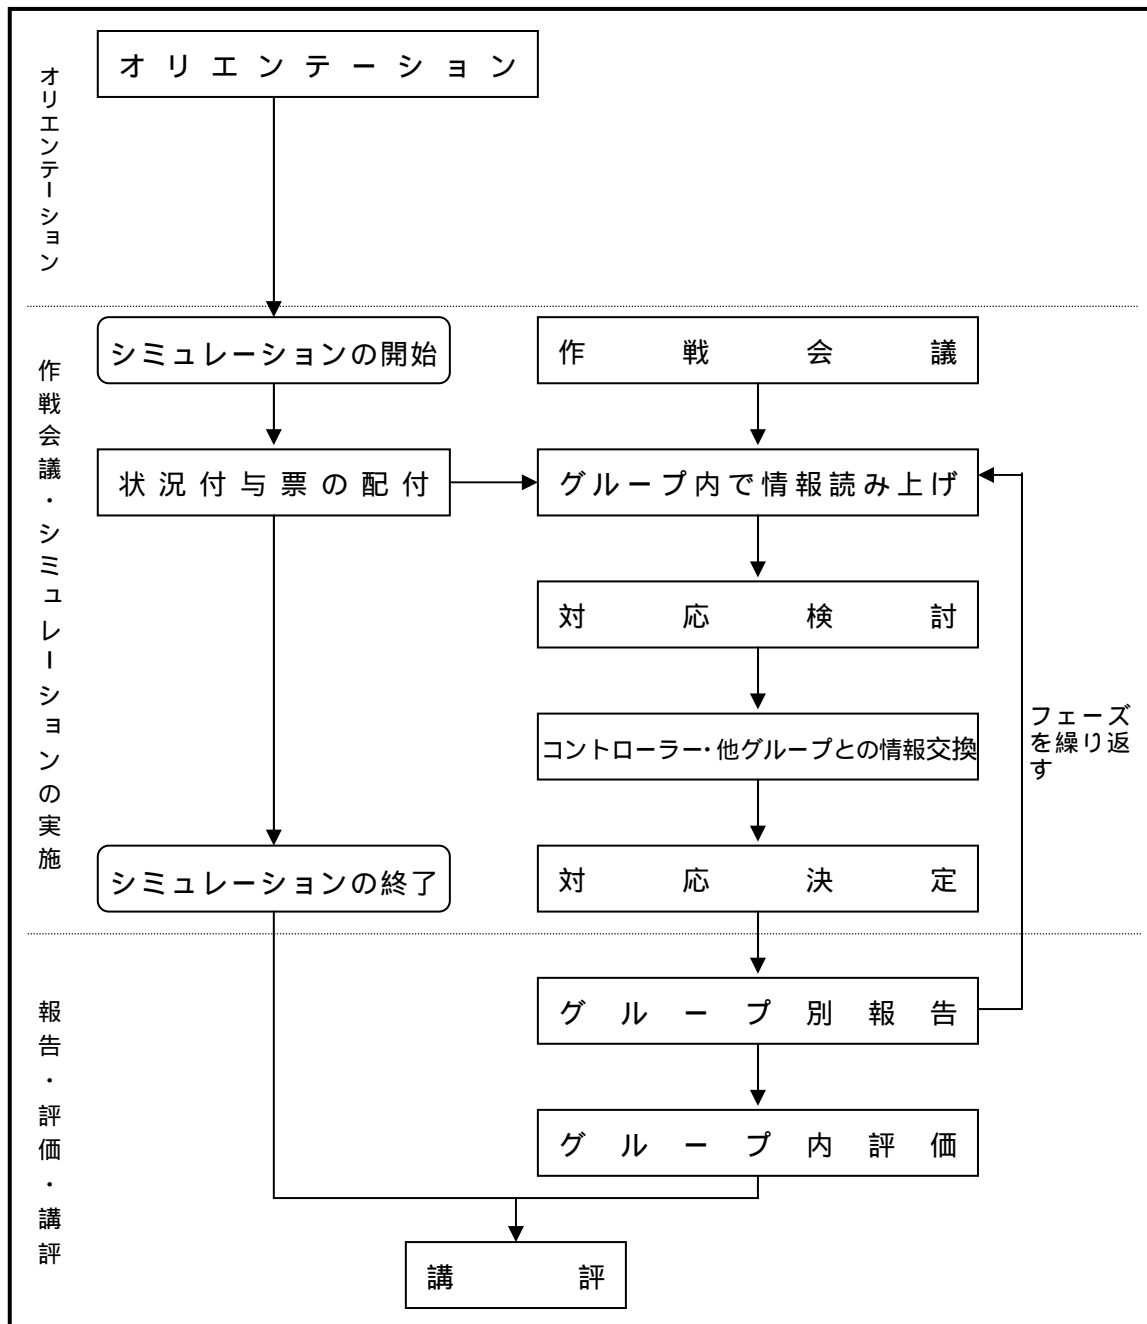 オリエンテーション
オリエンテーション
作戦会議・シミュレーションの実施
シミュレーションの開始
作戦会議
状況付与票の配付
グループ内で情報読み上げ
対応検討
コントローラー・他グループとの情報交換
フェーズ
を繰り返
す
シミュレーションの終了
対応決定
報告・評価・講評
グループ別報告
グループ内評価
講評